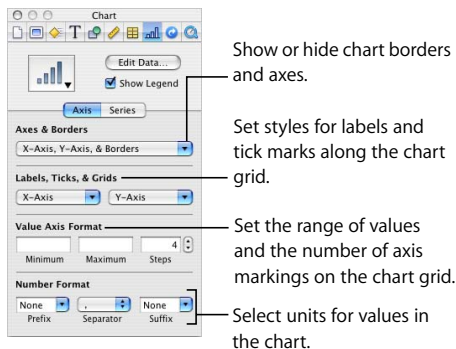 Chart
T
Edit Data...
Show Legend
Axis Series
Axes & Borders
X-Axis, Y-Axis, & Borders
Labels, Ticks, & Grids
X-Axis Y-Axis
Value Axis Format
4
Minimum Maximum Steps
Number Format
None , None
Prefix Separator Suffix
Show or hide chart borders
and axes.
Set styles for labels and
tick marks along the chart
grid.
Set the range of values
and the number of axis
markings on the chart grid.
Select units for values in
the chart.